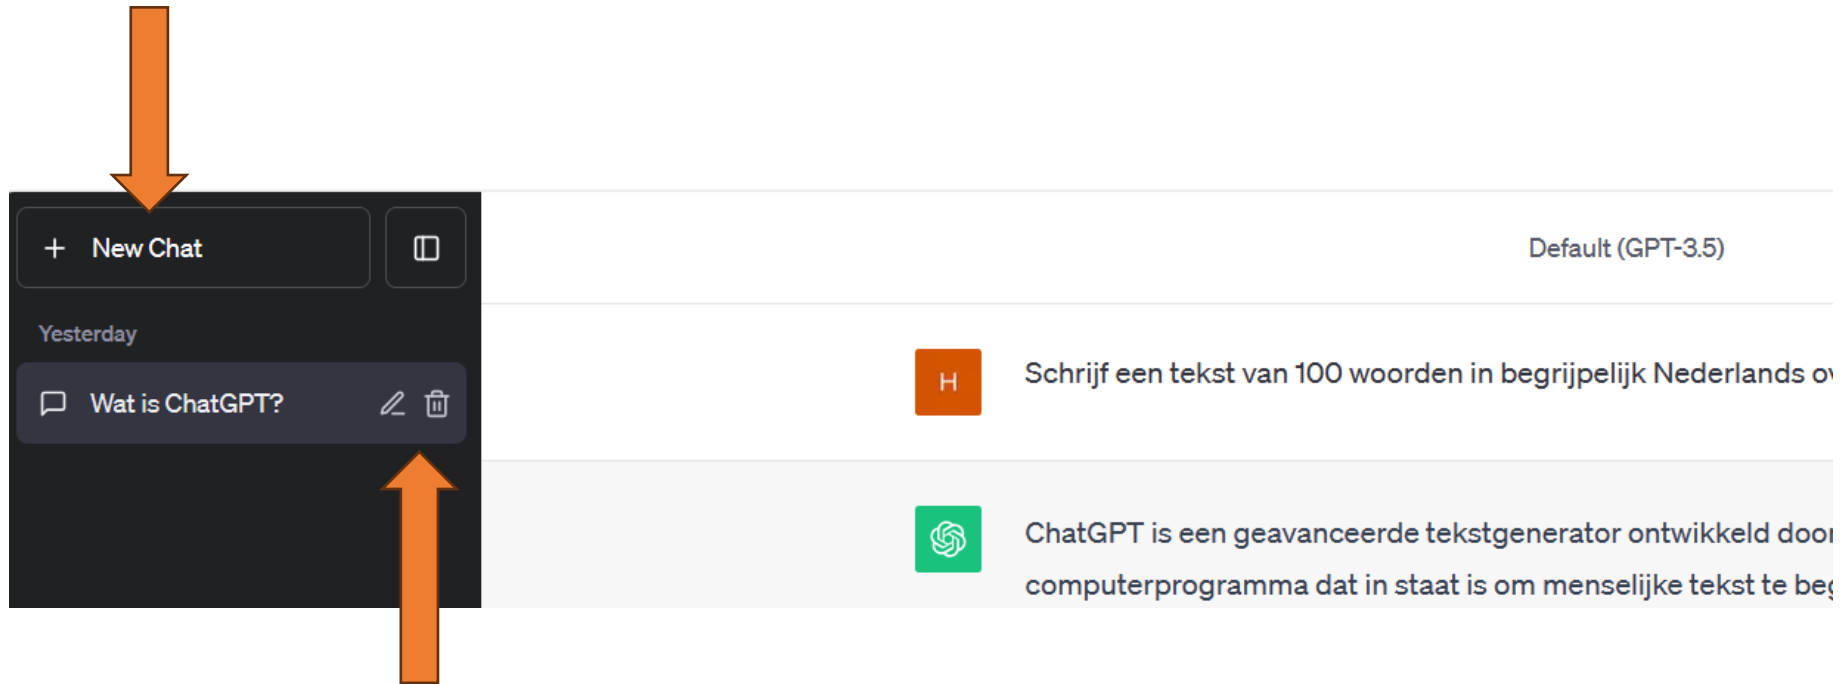 + New Chat
Default (GPT-3.5)
Yesterday
Wat is ChatGPT?
H
Schrijf een tekst van 100 woorden in begrijpelijk Nederlands
ChatGPT is een geavanceerde tekstgenerator ontwikkeld door
computerprogramma dat in staat is om menselijke tekst te